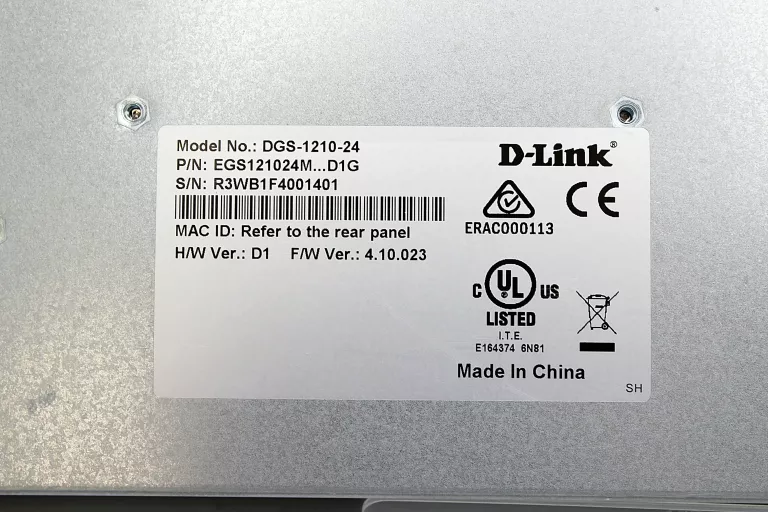 Model No.: DGS-1210-24
P/N: EGS121024M...D1G
S/N: R3WB1F4001401
MAC ID: Refer to the rear panel
H/W Ver.: D1 F/W Ver.: 4.10.023
D-Link®
CE
ERAC000113
C UL® US
LISTED
I.T.E.
E164374 6N81
Made In China
SH